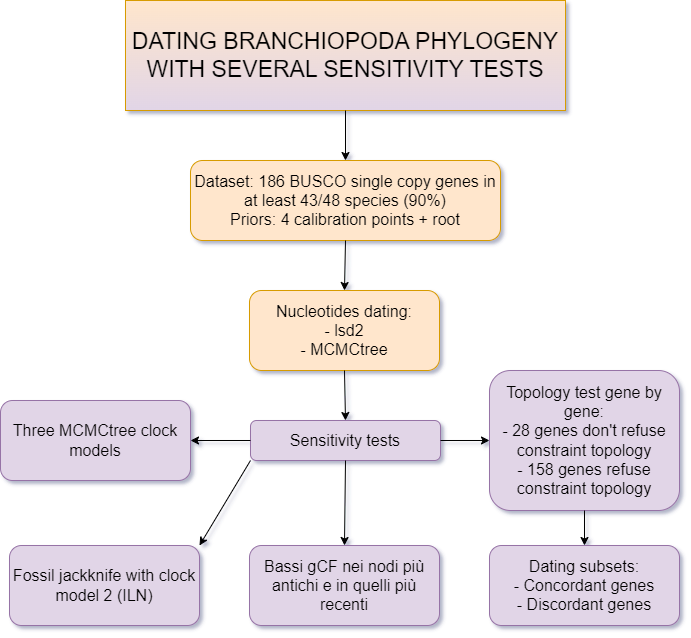 DATING BRANCHIOPODA PHYLOGENY
WITH SEVERAL SENSITIVITY TESTS
Dataset: 186 BUSCO single copy genes in
at least 43/48 species (90%)
Priors: 4 calibration points + root
Nucleotides dating:
- lsd2
- MCMCtree
Three MCMCtree clock
models
Sensitivity tests
Topology test gene by
gene:
- 28 genes don't refuse
constraint topology
- 158 genes refuse
constraint topology
Fossil jackknife with clock
model 2 (ILN)
Bassi gCF nei nodi più
antichi e in quelli più
recenti
Dating subsets:
- Concordant genes
- Discordant genes